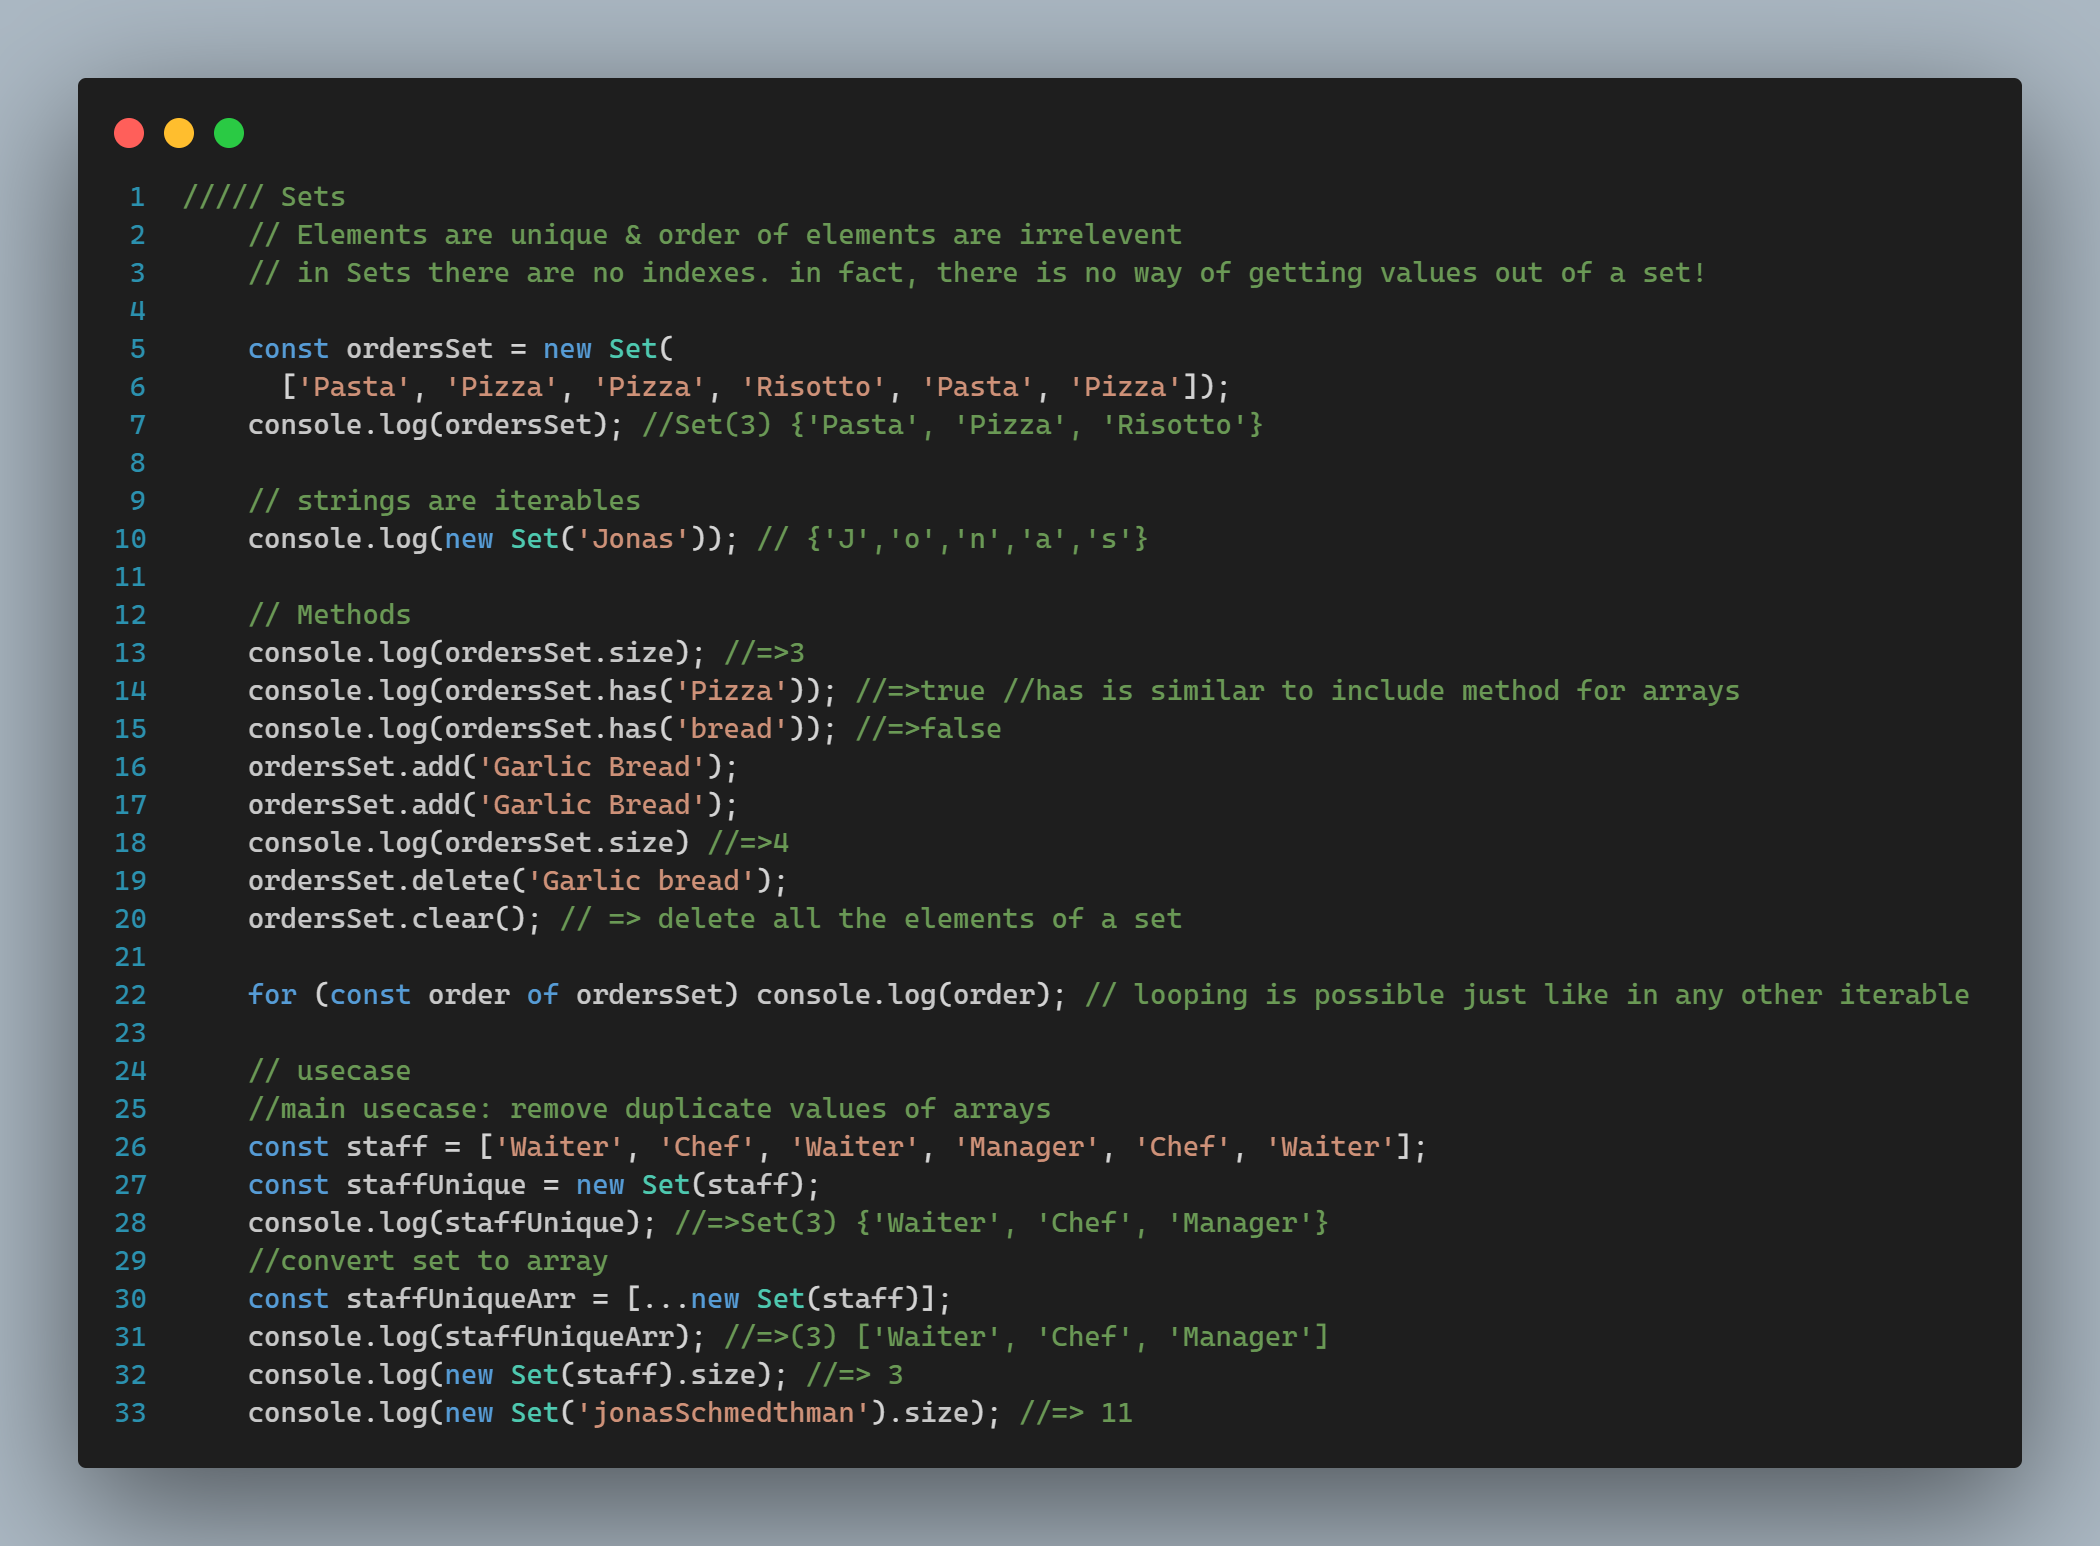 1 ///// Sets
2 // Elements are unique & order of elements are irrelevent
3 // in Sets there are no indexes. in fact, there is no way of getting values out of a set!
4
5 const ordersSet = new Set(
6 ['Pasta', 'Pizza', 'Pizza', 'Risotto', 'Pasta', 'Pizza']);
7 console.log(ordersSet); //Set(3) {'Pasta', 'Pizza', 'Risotto'}
8
9 // strings are iterables
10 console.log(new Set('Jonas')); // {'J','o','n','a','s'}
11
12 // Methods
13 console.log(ordersSet.size); //=>3
14 console.log(ordersSet.has('Pizza')); //=>true //has is similar to include method for arrays
15 console.log(ordersSet.has('bread')); //=>false
16 ordersSet.add('Garlic Bread');
17 ordersSet.add('Garlic Bread');
18 console.log(ordersSet.size) //=>4
19 ordersSet.delete('Garlic bread');
20 ordersSet.clear(); // => delete all the elements of a set
21
22 for (const order of ordersSet) console.log(order); // looping is possible just like in any other iterable
23
24 // usecase
25 //main usecase: remove duplicate values of arrays
26 const staff = ['Waiter', 'Chef', 'Waiter', 'Manager', 'Chef', 'Waiter'];
27 const staffUnique = new Set(staff);
28 console.log(staffUnique); //=>Set(3) {'Waiter', 'Chef', 'Manager'}
29 //convert set to array
30 const staffUniqueArr = [...new Set(staff)];
31 console.log(staffUniqueArr); //=>(3) ['Waiter', 'Chef', 'Manager']
32 console.log(new Set(staff).size); //=> 3
33 console.log(new Set('jonasSchmedthman').size); //=> 11